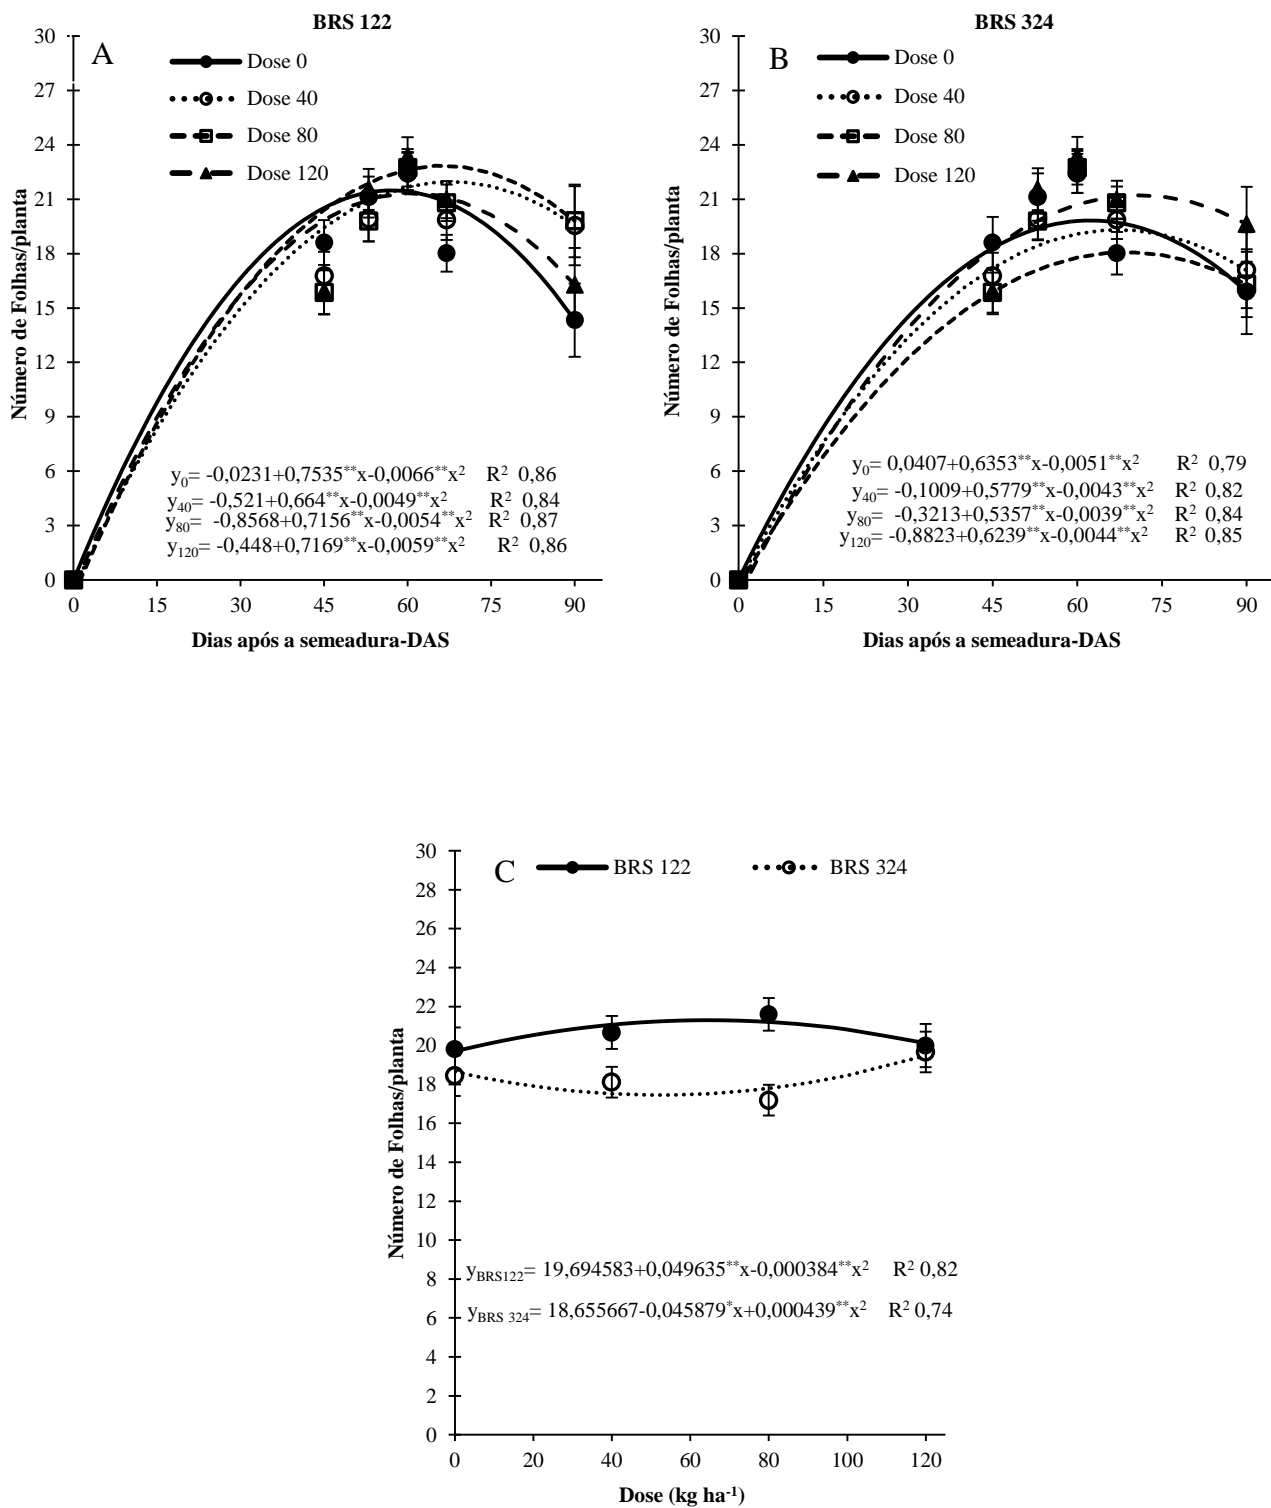 BRS 122
A
Dose 0
Dose 40
Dose 80
Dose 120
30
27
24
21
18
15
12
9
6
3
0
Número de Folhas/planta
y0= -0,0231+0,7535**x-0,0066**x² R² 0,86
y40= -0,521+0,664**x-0,0049**x² R² 0,84
y80= -0,8568+0,7156**x-0,0054**x² R² 0,87
y120= -0,448+0,7169**x-0,0059**x² R² 0,86
0 15 30 45 60 75 90
Dias após a semeadura-DAS
BRS 324
B
Dose 0
Dose 40
Dose 80
Dose 120
30
27
24
21
18
15
12
9
6
3
0
Número de Folhas/planta
y0= 0,0407+0,6353**x-0,0051**x² R² 0,79
y40= -0,1009+0,5779**x-0,0043**x² R² 0,82
y80= -0,3213+0,5357**x-0,0039**x² R² 0,84
y120= -0,8823+0,6239**x-0,0044**x² R² 0,85
0 15 30 45 60 75 90
Dias após a semeadura-DAS
C
BRS 122 BRS 324
30
28
26
24
22
20
18
16
14
12
10
8
6
4
2
0
Número de Folhas/planta
yBRS122= 19,694583+0,049635**x-0,000384**x² R² 0,82
yBRS 324= 18,655667-0,045879*x+0,000439**x² R² 0,74
0 20 40 60 80 100 120
Dose (kg ha⁻¹)